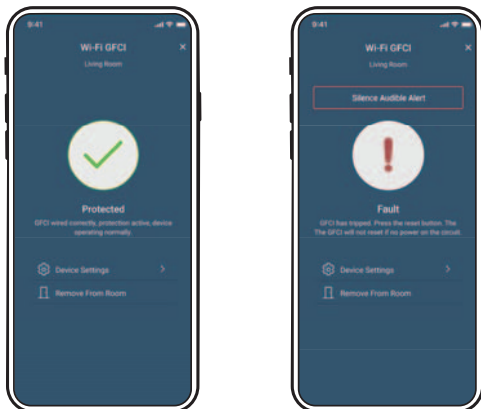 9:41
Wi-Fi GFCI
×
Living Room
Protected
GFCI wired correctly, protection active, device
operating normally.
Device Settings
Remove From Room
9:41
Wi-Fi GFCI
×
Living Room
Silence Audible Alert
!
Fault
GFCI has tripped. Press the reset button. The
The GFCI will not reset if no power on the circuit.
Device Settings
Remove From Room